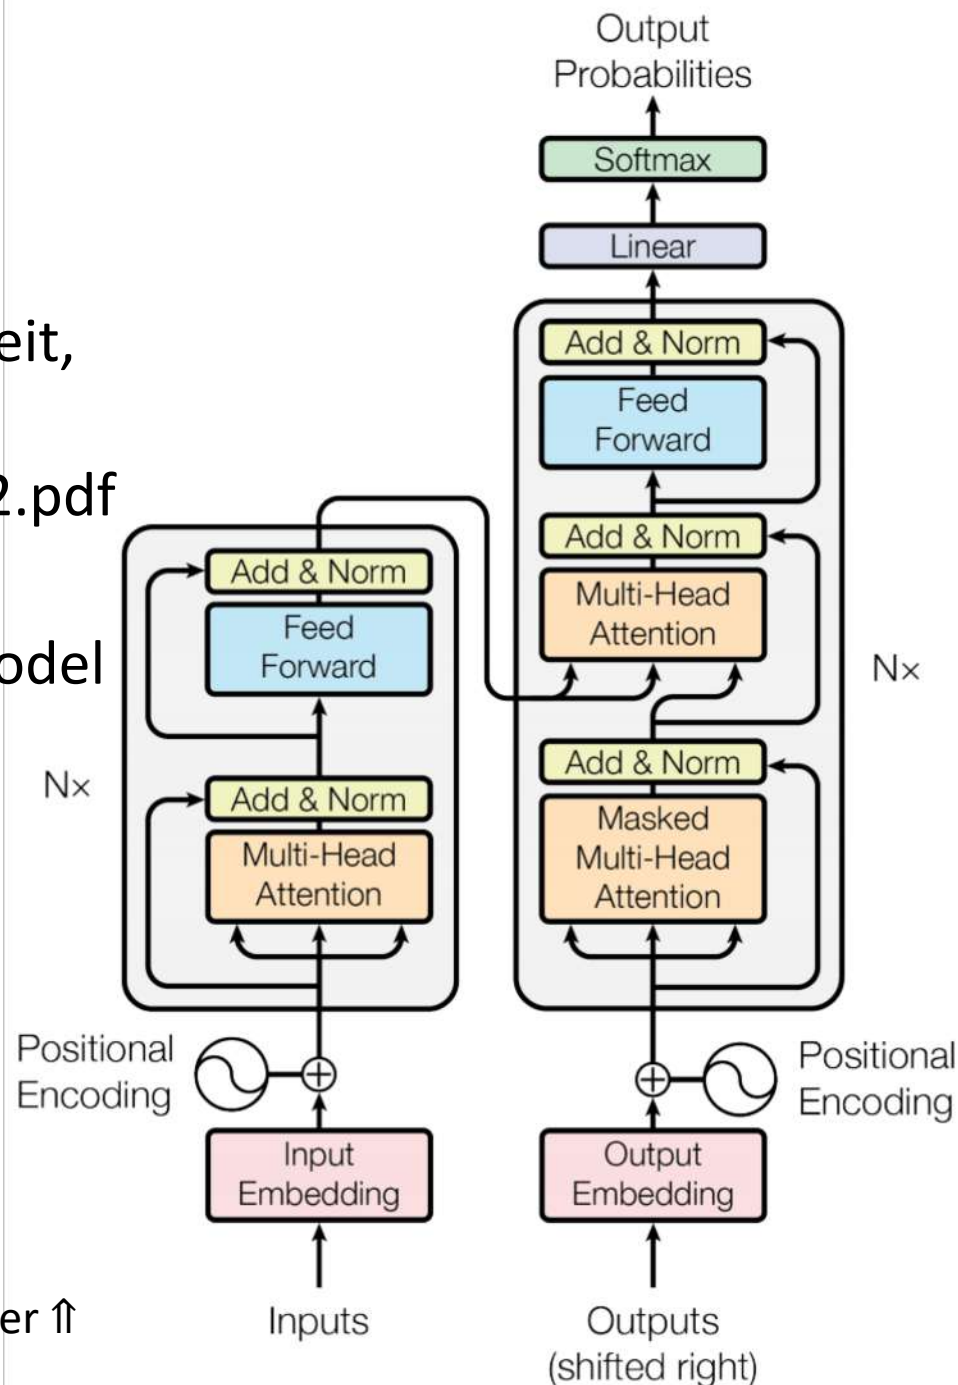 Output
Probabilities
Softmax
Linear
Add & Norm
Feed
Forward
Add & Norm
Multi-Head
Attention
Add & Norm
Masked
Multi-Head
Attention
Nx
Positional
Encoding
Output
Embedding
Outputs
(shifted right)
eit,
2.pdf
odel
er ⇑
Add & Norm
Feed
Forward
Add & Norm
Multi-Head
Attention
Nx
Positional
Encoding
Input
Embedding
Inputs